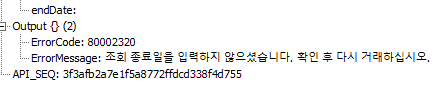 endDate:
Output {} (2)
ErrorCode: 80002320
ErrorMessage: 조회 종료일을 입력하지 않으셨습니다. 확인 후 다시 거래하십시오.
API_SEQ: 3f3afb2a7e1f5a8772ffdcd338f4d755